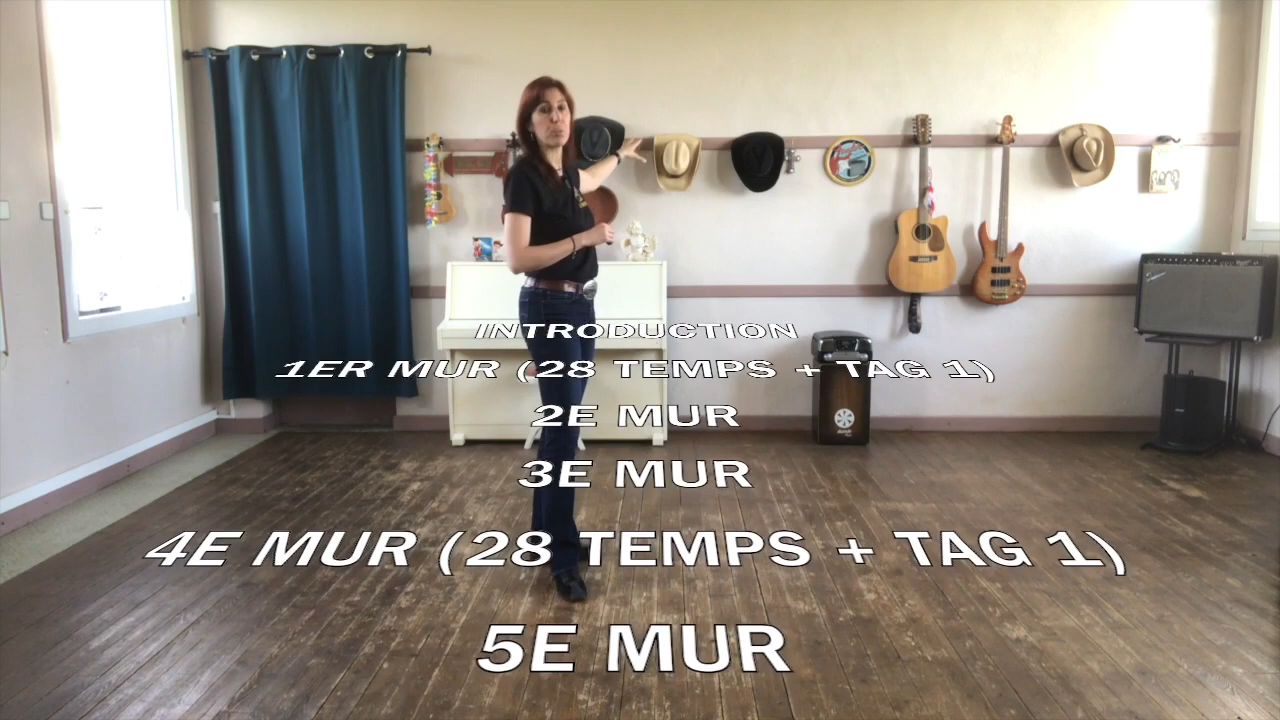 INTRODUCTION
1ER MUR (28 TEMPS + TAG 1)
2E MUR
3E MUR
4E MUR (28 TEMPS + TAG 1)
5E MUR